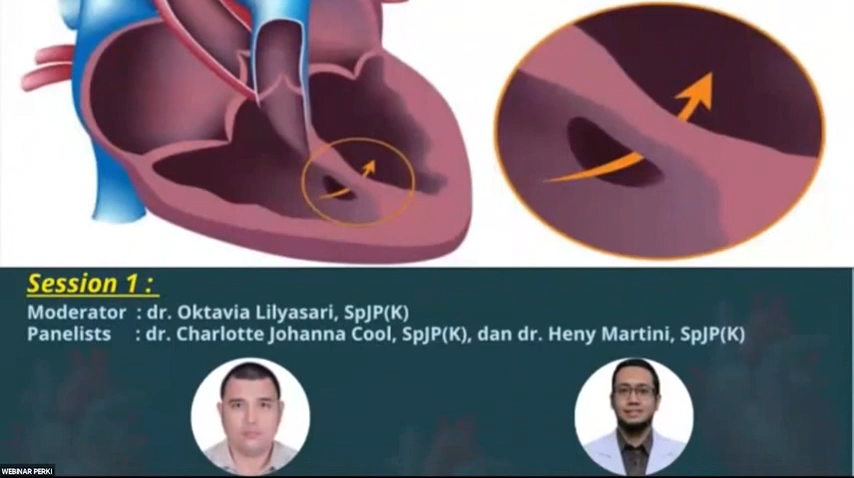 Session 1 :
Moderator : dr. Oktavia Lilyasari, SpJP(K)
Panelists : dr. Charlotte Johanna Cool, SpJP(K), dan dr. Heny Martini, SpJP(K)
WEBINAR PERKI